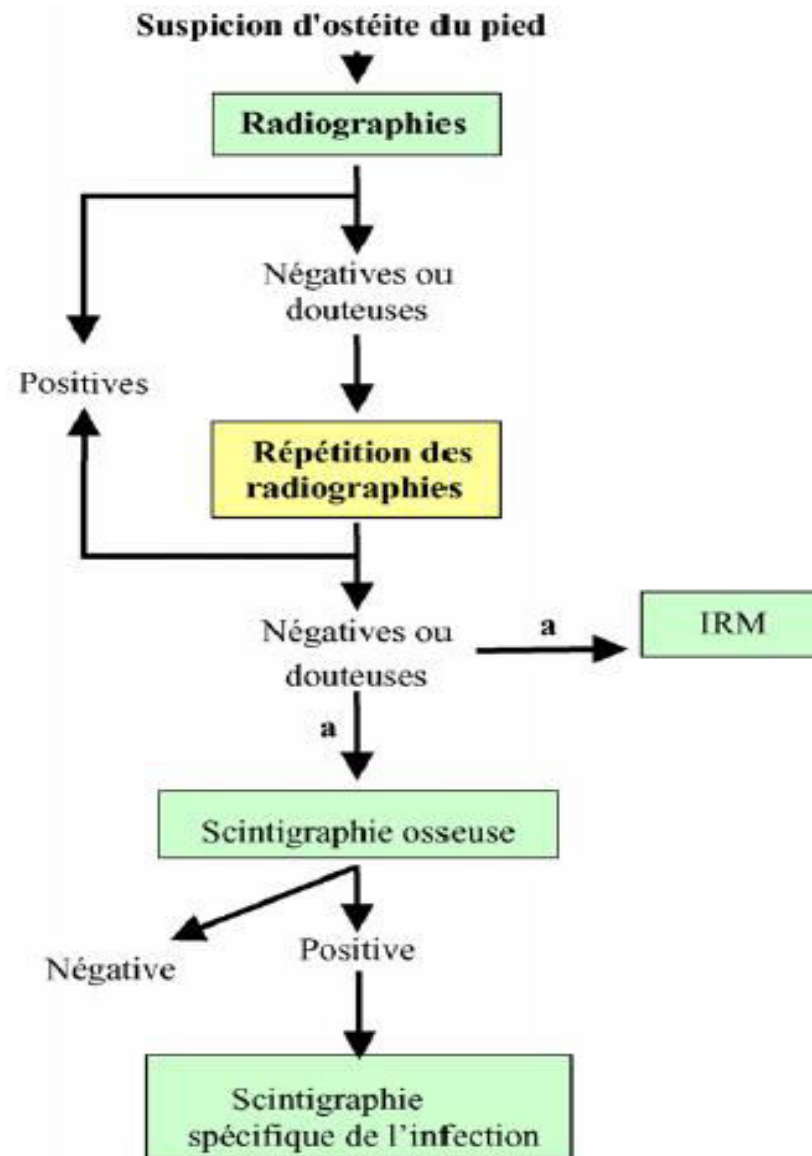 Suspicion d'ostéite du pied
Radiographies
Négatives ou
douteuses
Positives
Répétition des
radiographies
Négatives ou
douteuses
a
IRM
a
Scintigraphie osseuse
Négative
Positive
Scintigraphie
spécifique de l'infection